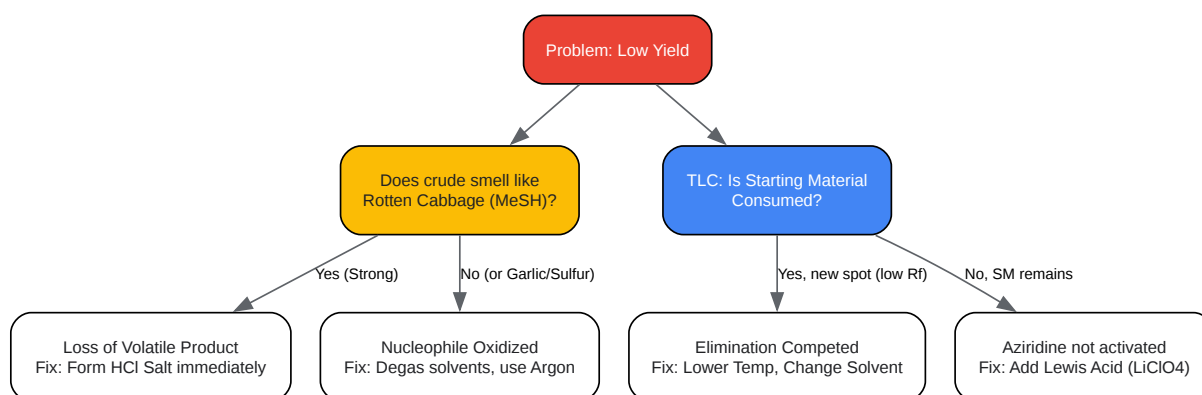 Problem: Low Yield
Does crude smell like
Rotten Cabbage (MeSH)?
TLC: Is Starting Material
Consumed?
Yes (Strong)
No (or Garlic/Sulfur)
Yes, new spot (low Rf)
No, SM remains
Loss of Volatile Product
Fix: Form HCl Salt immediately
Nucleophile Oxidized
Fix: Degas solvents, use Argon
Elimination Competed
Fix: Lower Temp, Change Solvent
Aziridine not activated
Fix: Add Lewis Acid (LiClO4)